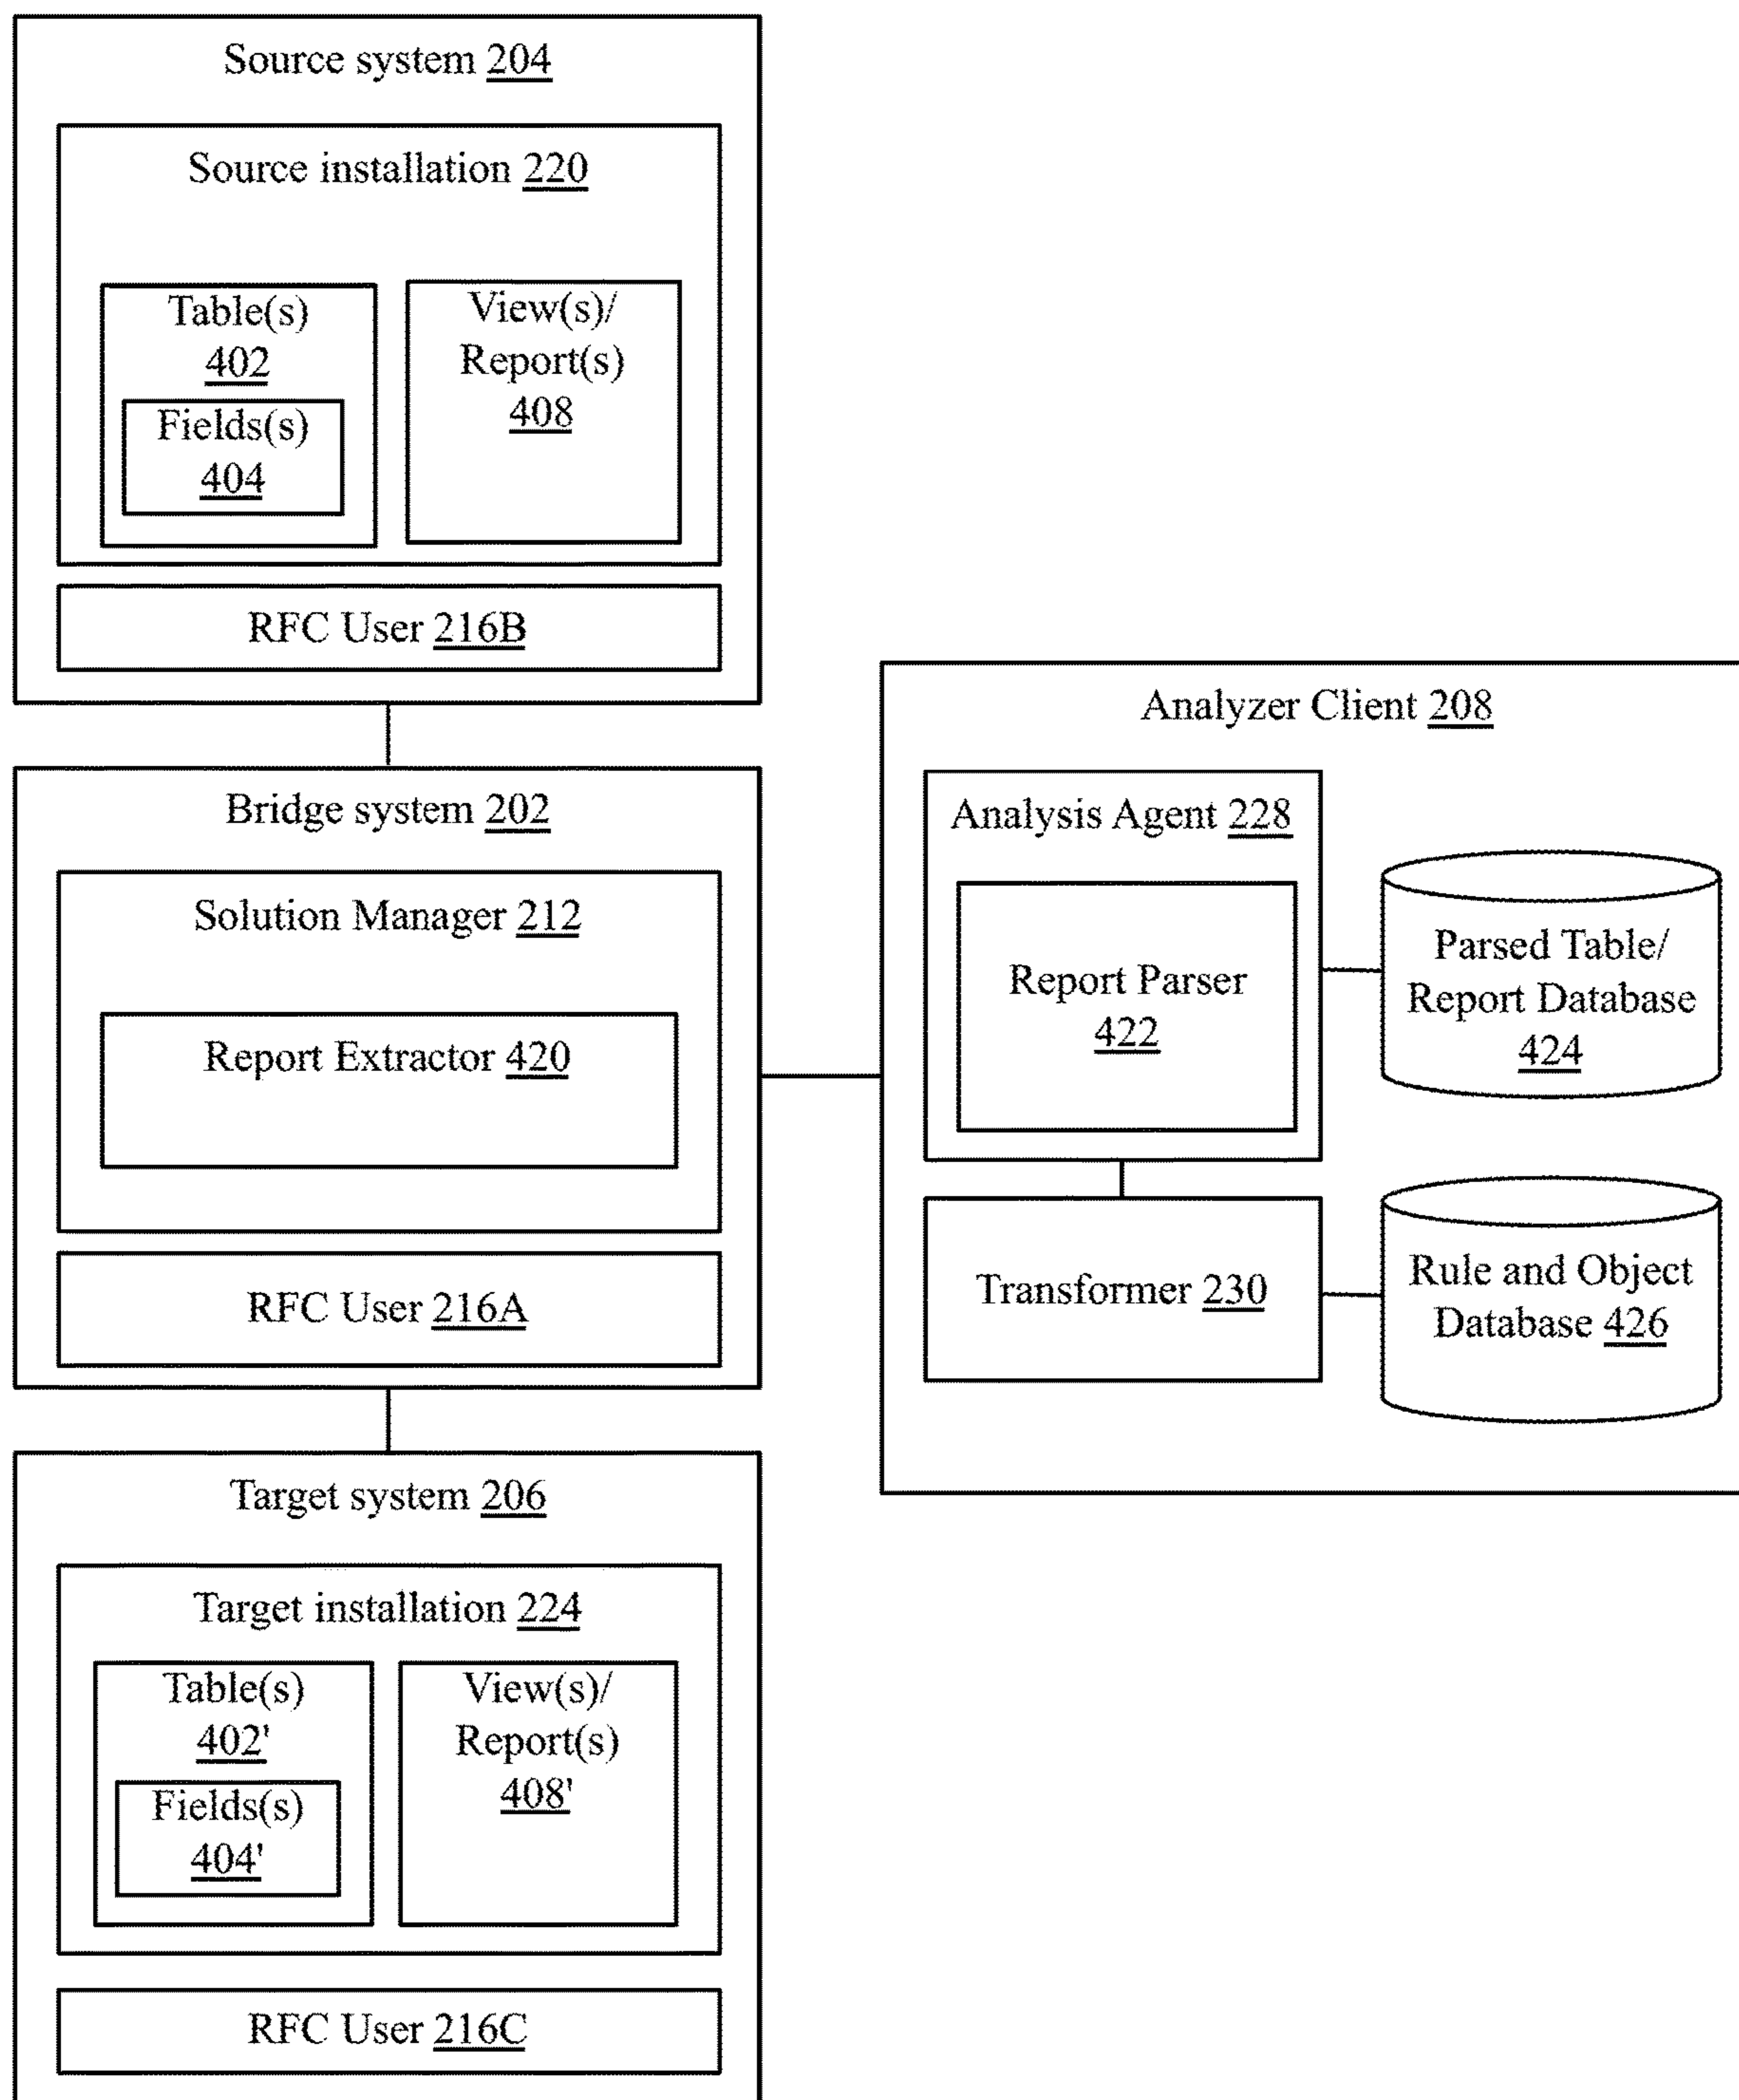 Source system 204
Source installation 220
Table(s)
402
Fields(s)
404
View(s)/
Report(s)
408
RFC User 216B
Bridge system 202
Solution Manager 212
Report Extractor 420
RFC User 216A
Target system 206
Target installation 224
Table(s)
402'
Fields(s)
404'
View(s)/
Report(s)
408'
RFC User 216C
Analyzer Client 208
Analysis Agent 228
Report Parser
422
Parsed Table/
Report Database
424
Transformer 230
Rule and Object
Database 426